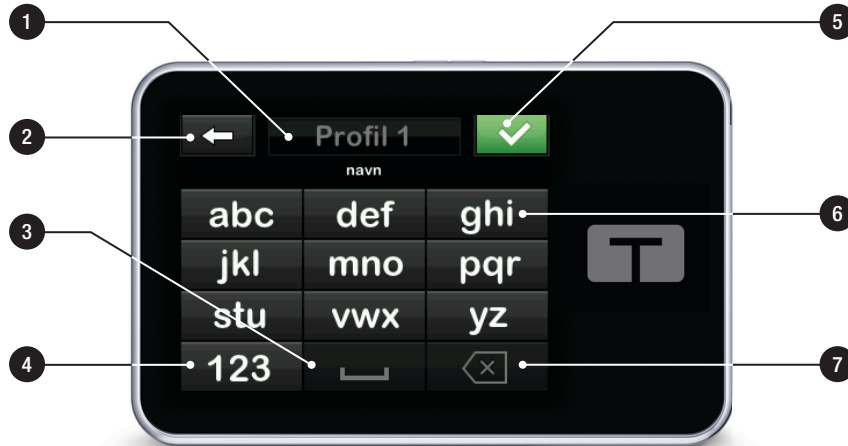 1
5
2
Profil 1
navn
abc def ghi
6
3
jkl mno pqr
stu vwx yz
4
123
7